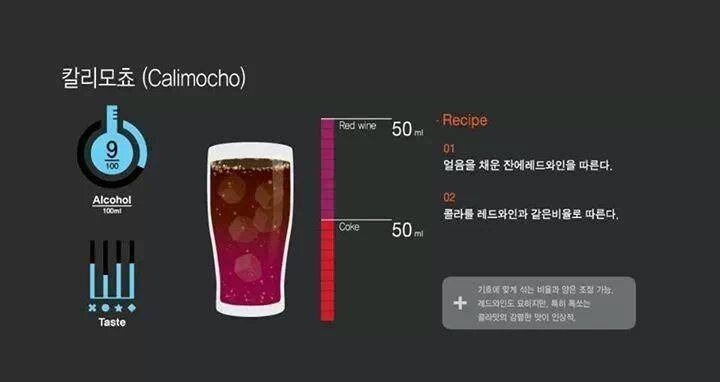 칼리모쵸 (Calimocho)
9
100
Alcohol
100ml
Taste
Red wine
50 ml
Coke
50 ml
· Recipe
01
얼음을 채운 잔에레드와인을 따른다.
02
콜라를 레드와인과 같은비율로 따른다.
+
기호에 맞게 섞는 비율과 양은 조절 가능.
레드와인도 묘하지만, 특히 톡쏘는
콜라맛의 강렬한 맛이 인상적.